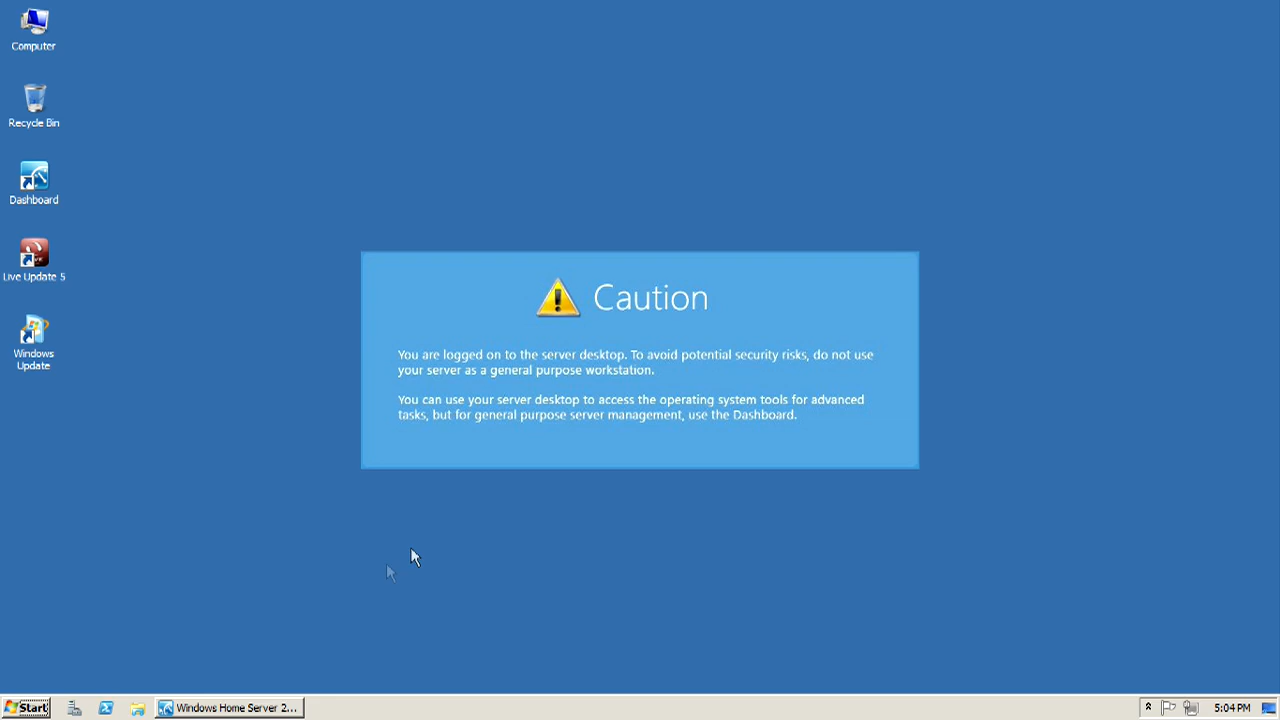 Computer
Recycle Bin
Dashboard
Live Update 5
Windows
Update
Caution
You are logged on to the server desktop. To avoid potential security risks, do not use
your server as a general purpose workstation.
You can use your server desktop to access the operating system tools for advanced
tasks, but for general purpose server management, use the Dashboard.
Start
Windows Home Server 2...
5:04 PM